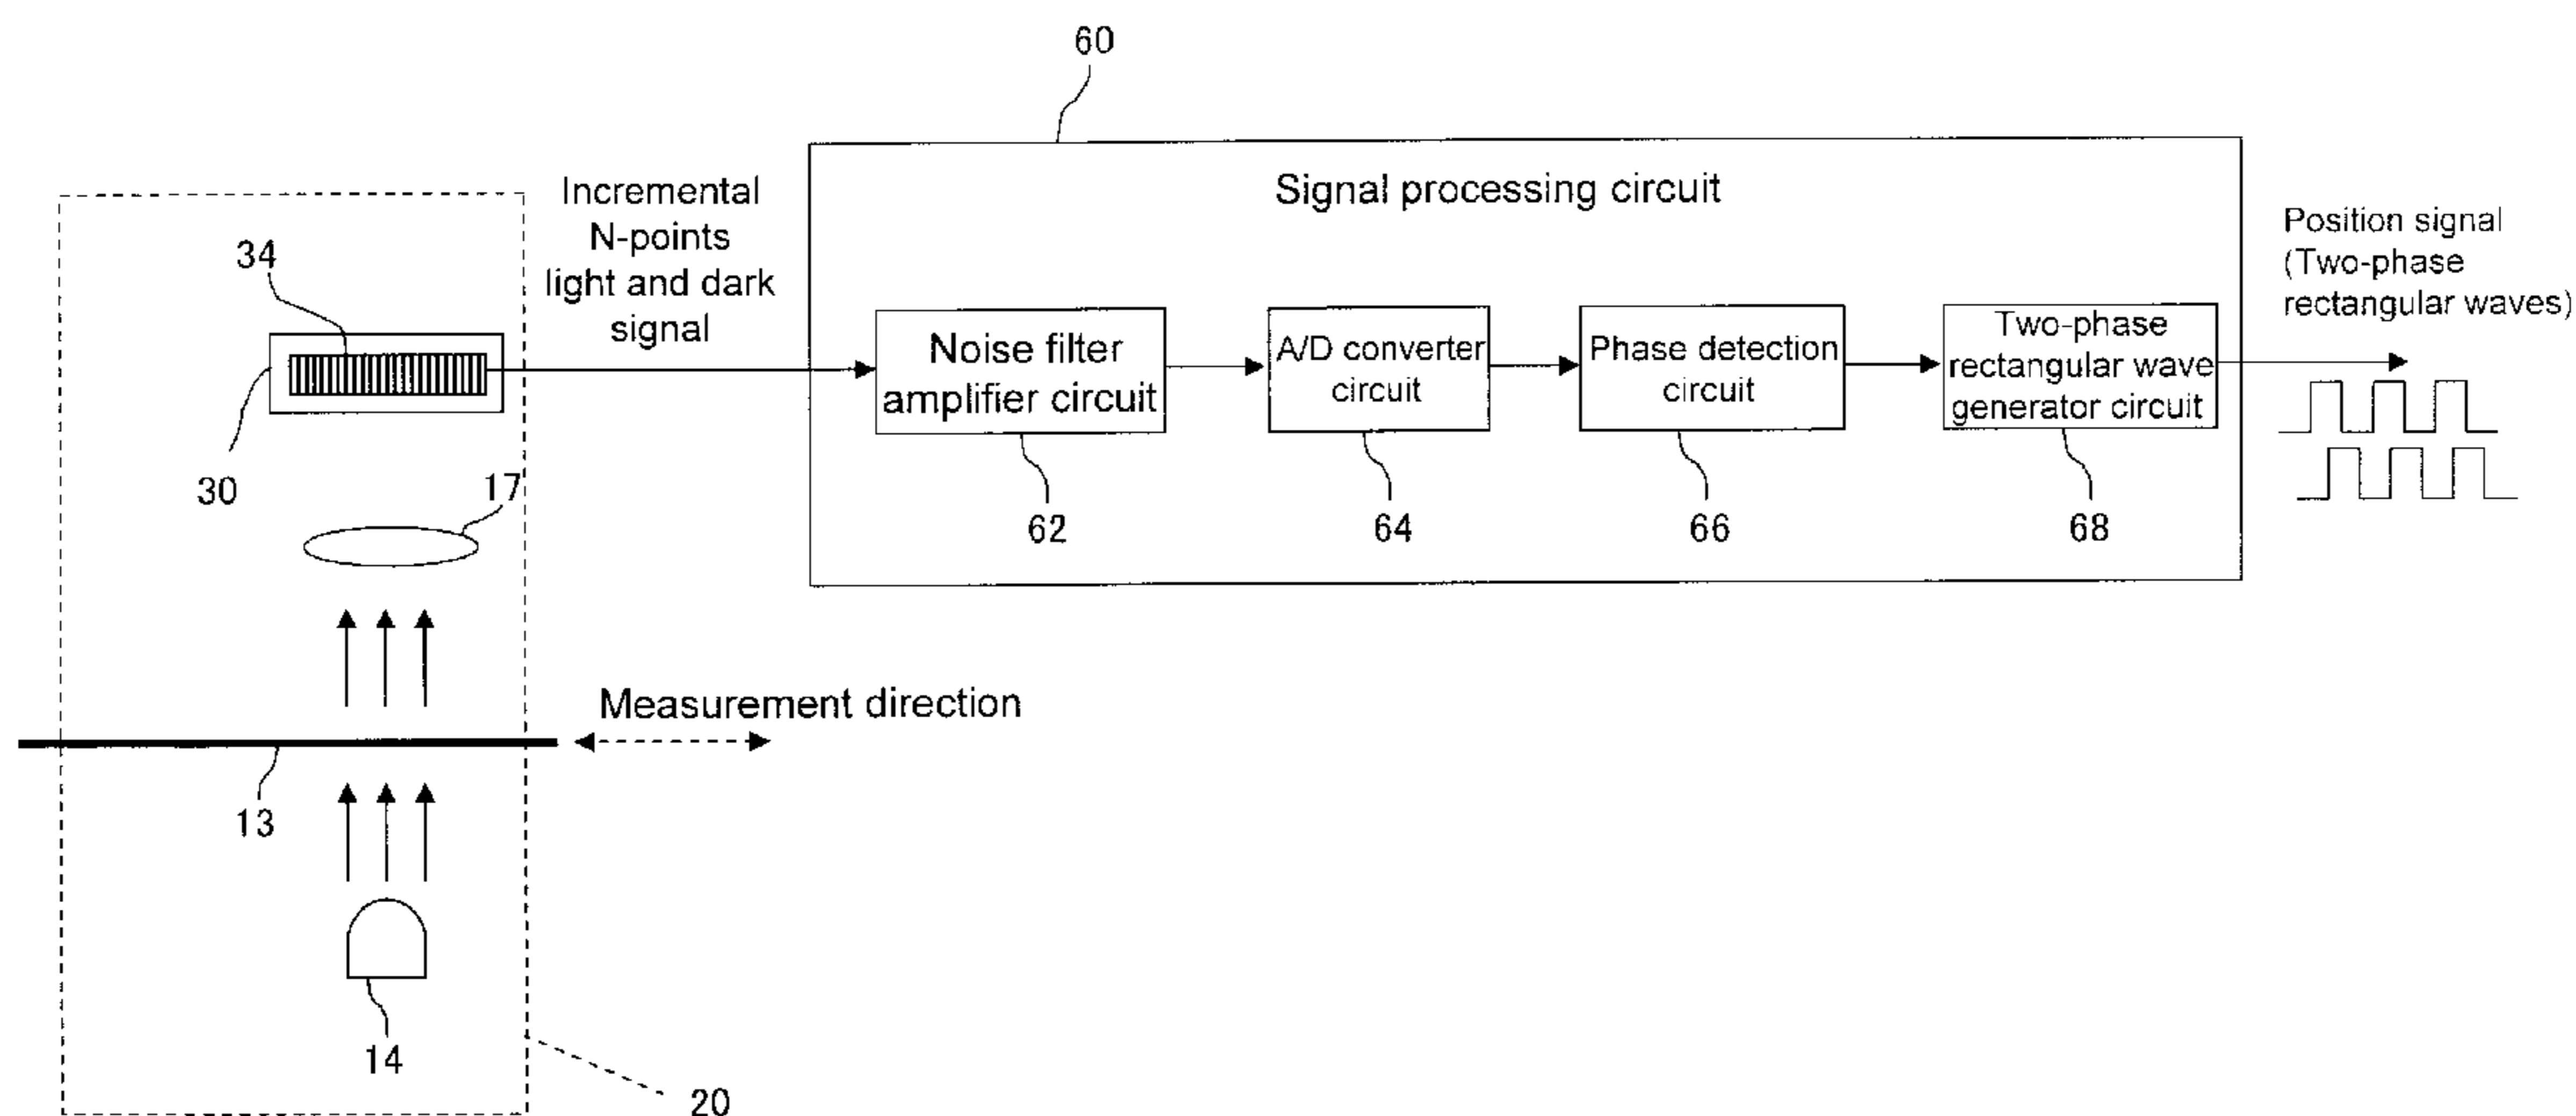 60
Signal processing circuit
Incremental
N-points
light and dark
signal
Position signal
(Two-phase
rectangular waves)
34
30
17
Noise filter
amplifier circuit
A/D converter
circuit
Phase detection
circuit
Two-phase
rectangular wave
generator circuit
62
64
66
68
Measurement direction
13
14
20